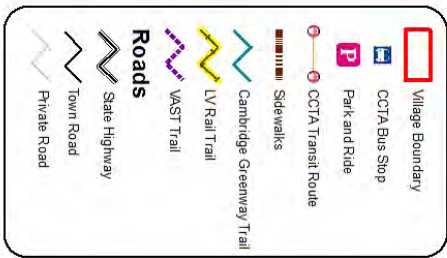 Village Boundary
CCTA Bus Stop
P Park and Ride
CCTA Transit Route
Sidewalks
Cambridge Greenway Trail
LV Rail Trail
VAST Trail
Roads
State Highway
Town Road
Private Road